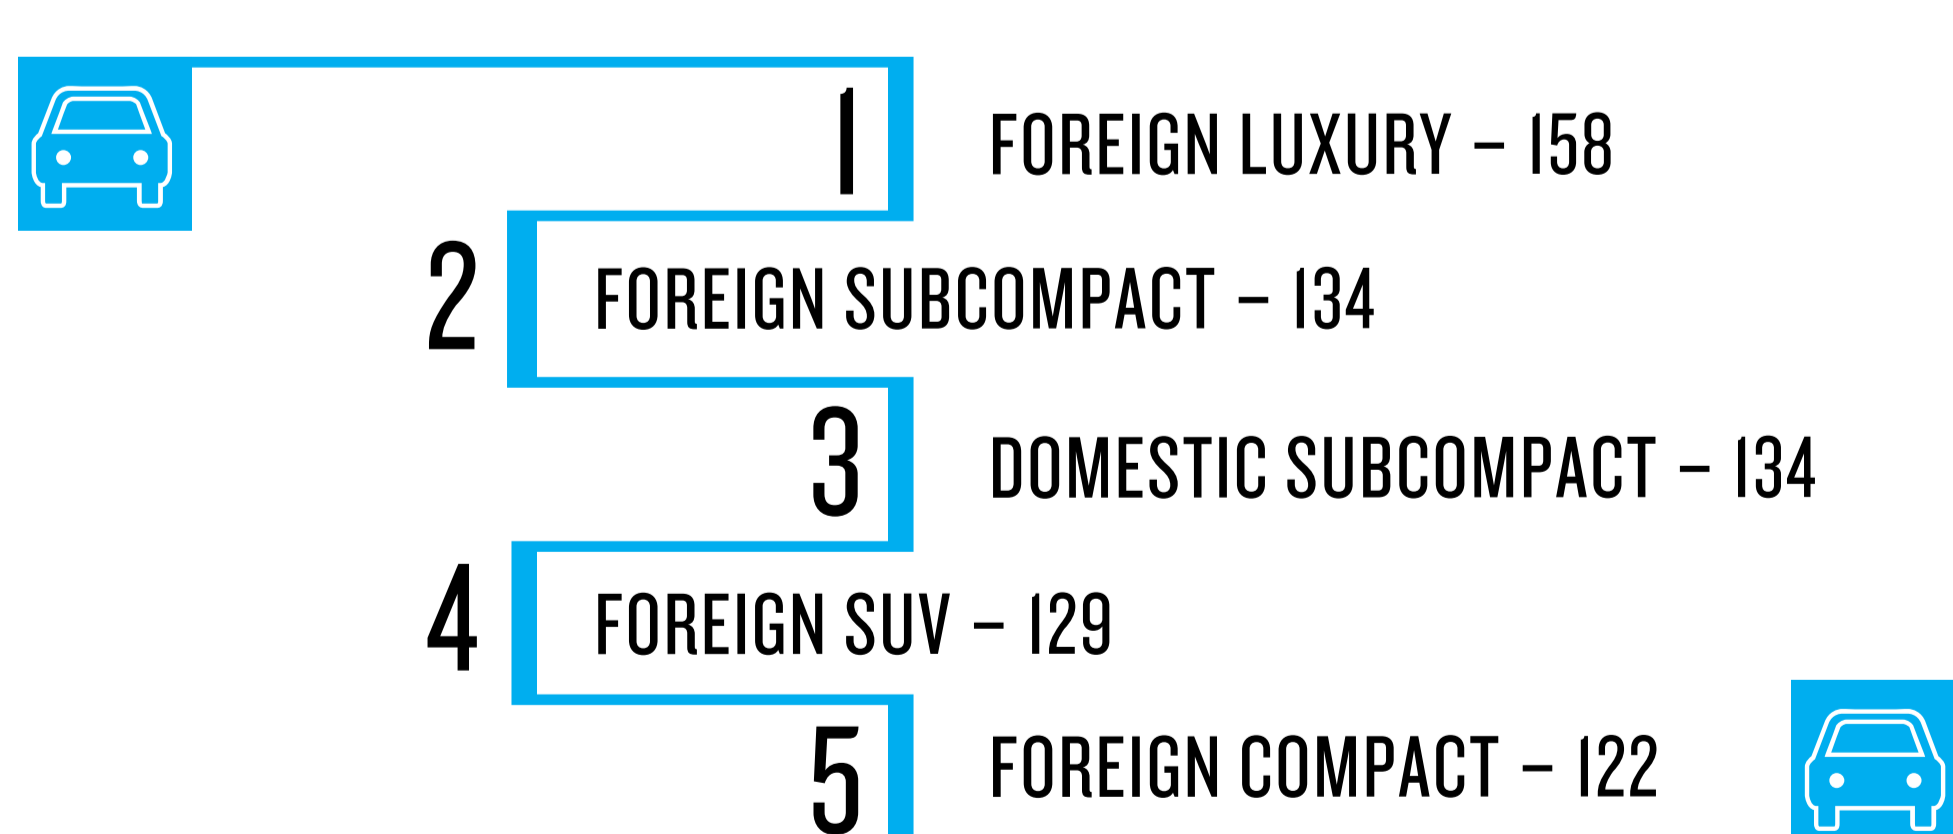 1 FOREIGN LUXURY – 158
2 FOREIGN SUBCOMPACT – 134
3 DOMESTIC SUBCOMPACT – 134
4 FOREIGN SUV – 129
5 FOREIGN COMPACT – 122